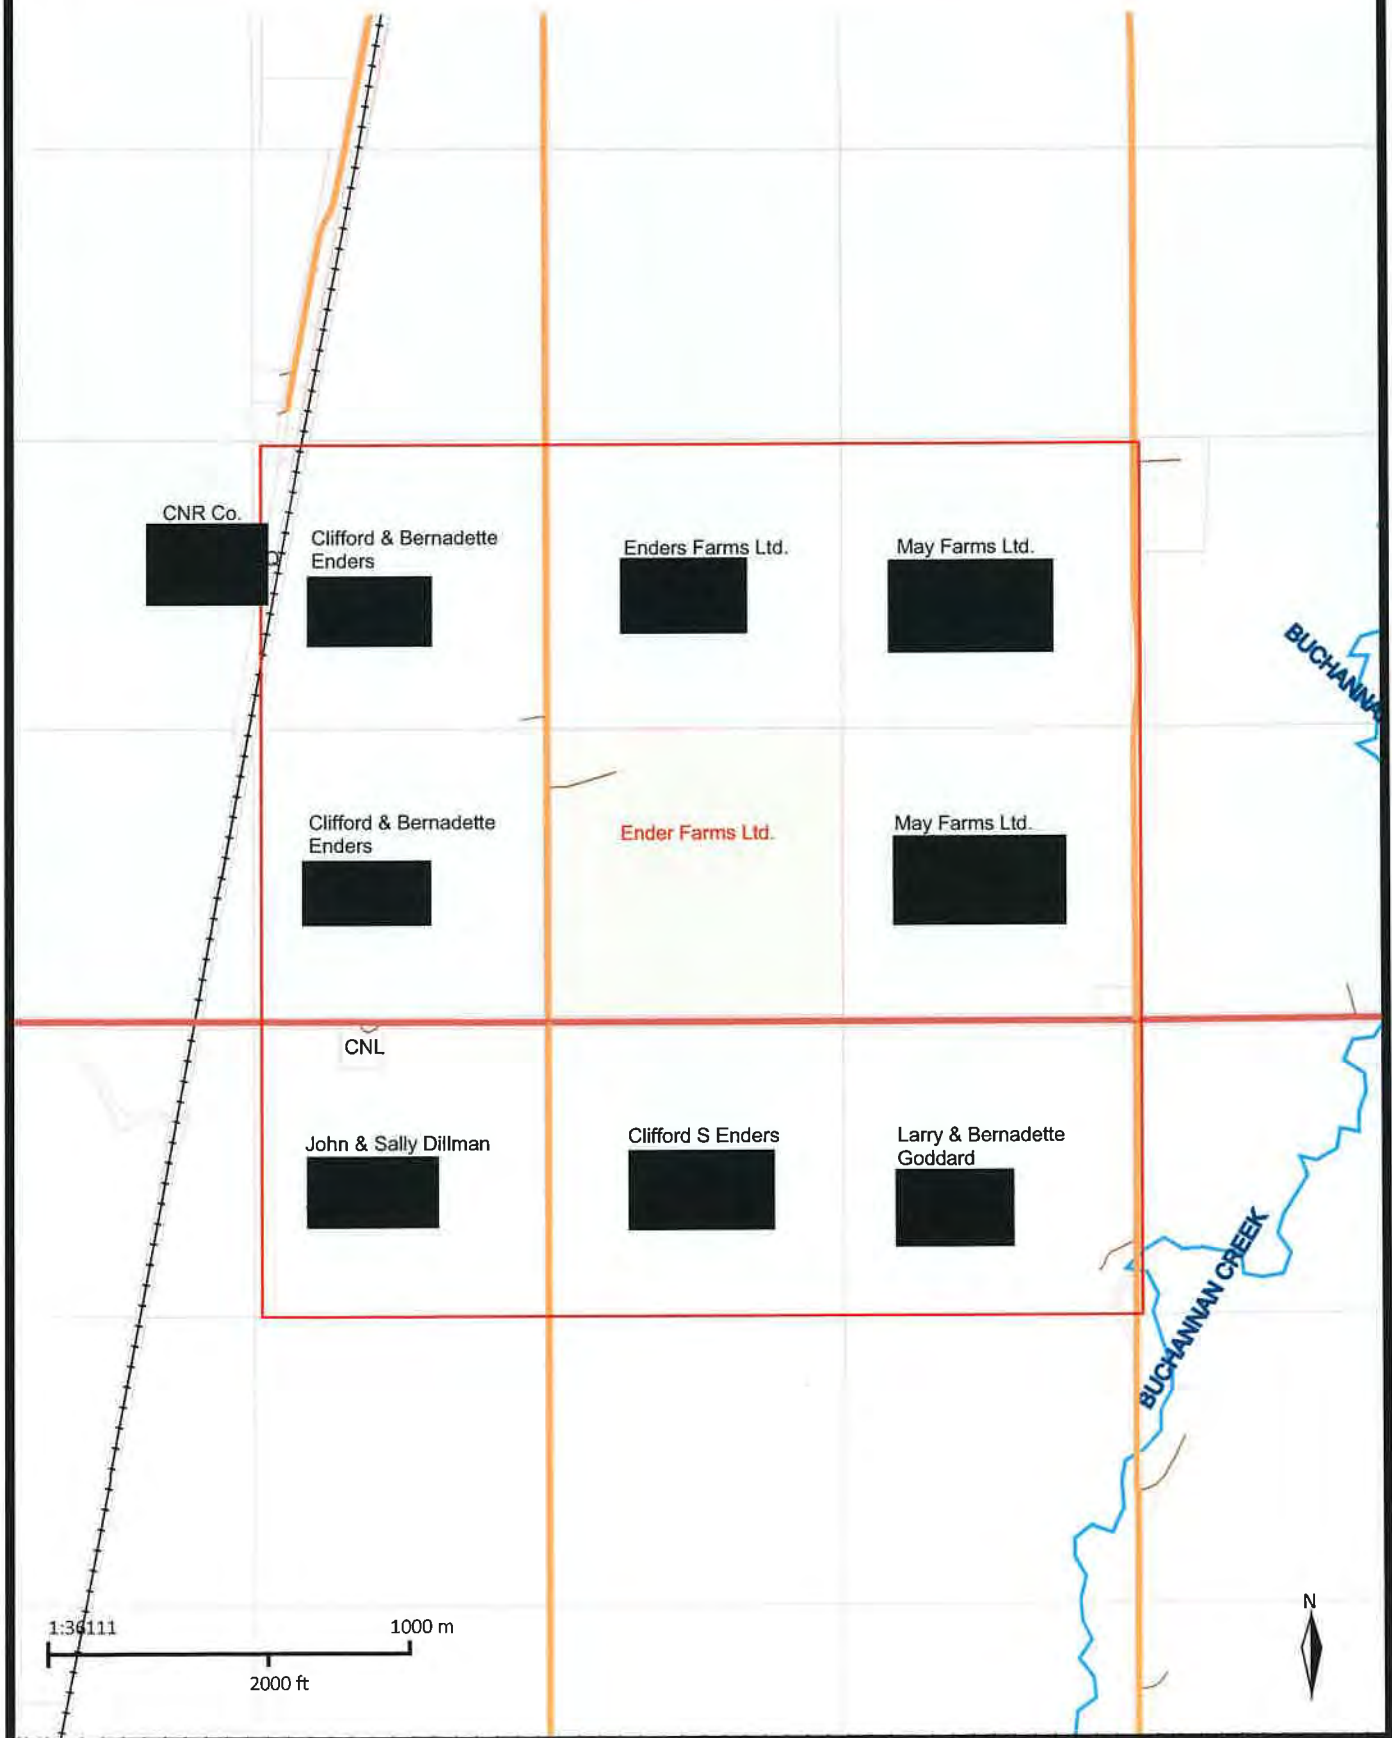 CNR Co.
Clifford & Bernadette
Enders
Enders Farms Ltd.
May Farms Ltd.
BUCHANNA
Clifford & Bernadette
Enders
Ender Farms Ltd.
May Farms Ltd.
CNL
John & Sally Dillman
Clifford S Enders
Larry & Bernadette
Goddard
BUCHANNAN CREEK
1:36111
1000 m
2000 ft
N